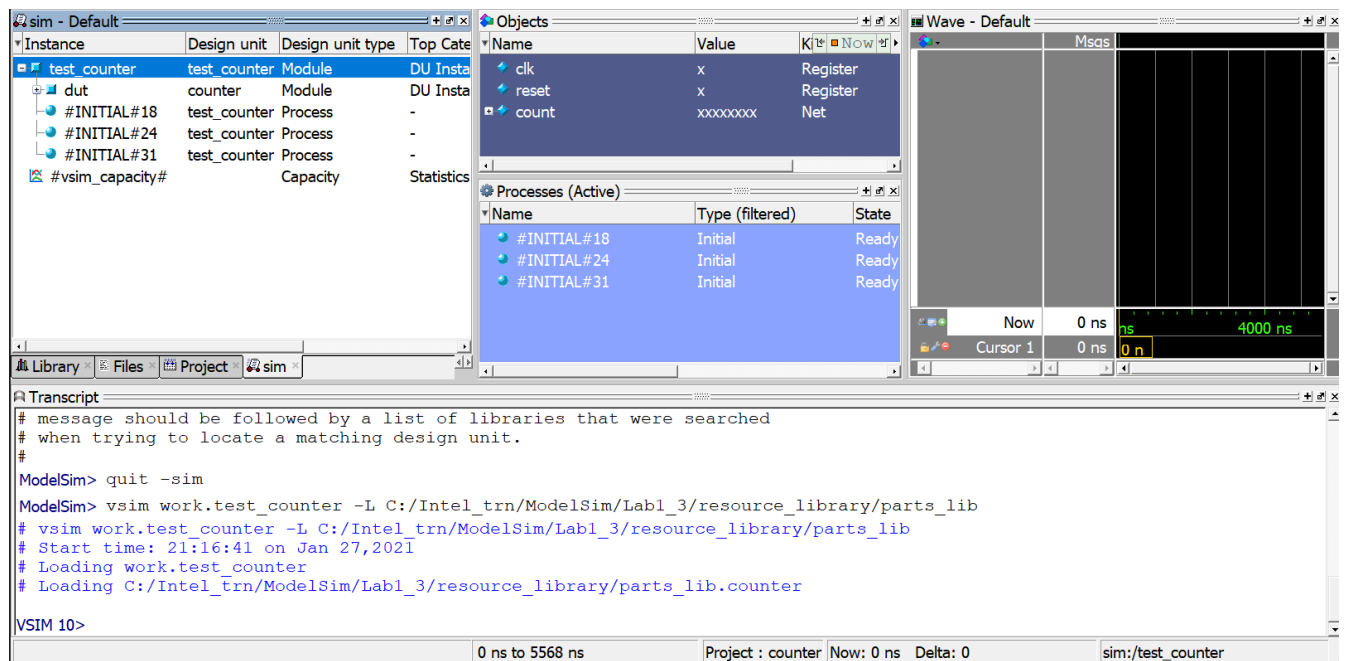 sim - Default
Instance Design unit Design unit type Top Cate
test_counter test_counter Module DU Insta
dut counter Module DU Insta
#INITIAL#18 test_counter Process -
#INITIAL#24 test_counter Process -
#INITIAL#31 test_counter Process -
#vsim_capacity# Capacity Statistics
Library Files Project sim
Objects
Name Value Ki Now
clk x Register
reset x Register
count xxxxxxxx Net
Processes (Active)
Name Type (filtered) State
#INITIAL#18 Initial Ready
#INITIAL#24 Initial Ready
#INITIAL#31 Initial Ready
Wave - Default
Msgs
Now 0 ns ns 4000 ns
Cursor 1 0 ns 0 n
Transcript
# message should be followed by a list of libraries that were searched
# when trying to locate a matching design unit.
#
ModelSim> quit -sim
ModelSim> vsim work.test_counter -L C:/Intel_trn/ModelSim/Lab1_3/resource_library/parts_lib
# vsim work.test_counter -L C:/Intel_trn/ModelSim/Lab1_3/resource_library/parts_lib
# Start time: 21:16:41 on Jan 27,2021
# Loading work.test_counter
# Loading C:/Intel_trn/ModelSim/Lab1_3/resource_library/parts_lib.counter
VSIM 10>
0 ns to 5568 ns Project : counter Now: 0 ns Delta: 0 sim:/test_counter